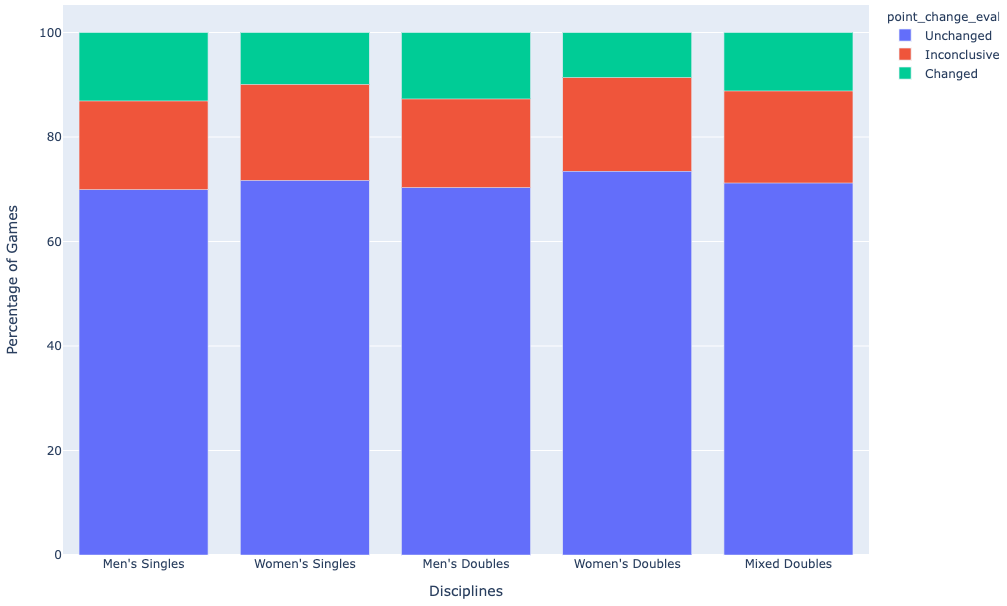 point_change_eval
Unchanged
Inconclusive
Changed
Percentage of Games
100
80
60
40
20
0
Men's Singles
Women's Singles
Men's Doubles
Women's Doubles
Mixed Doubles
Disciplines